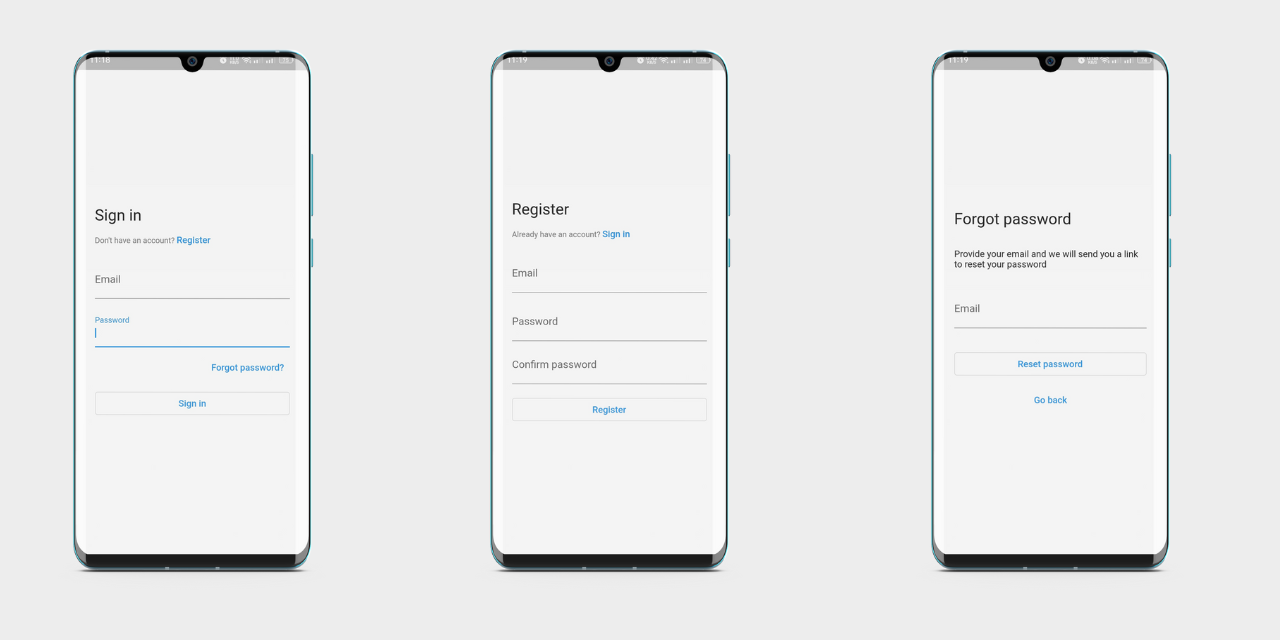 11:18
Sign in
Don't have an account? Register
Email
Password
Forgot password?
Sign in
11:19
Register
Already have an account? Sign in
Email
Password
Confirm password
Register
11:19
Forgot password
Provide your email and we will send you a link
to reset your password
Email
Reset password
Go back